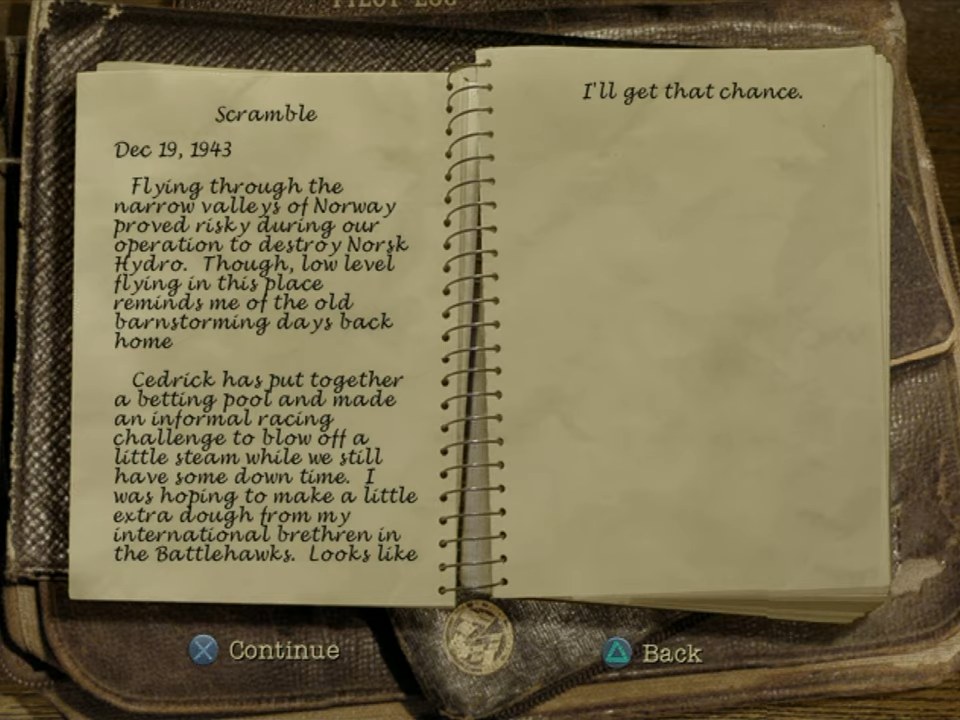 PILOT LOG
Scramble
Dec 19, 1943
Flying through the
narrow valleys of Norway
proved risky during our
operation to destroy Norsk
Hydro.  Though, low level
flying in this place
reminds me of the old
barnstorming days back
home
Cedrick has put together
a betting pool and made
an informal racing
challenge to blow off a
little steam while we still
have some down time.  I
was hoping to make a little
extra dough from my
international brethren in
the Battlehawks.  Looks like
I'll get that chance.
Continue
Back